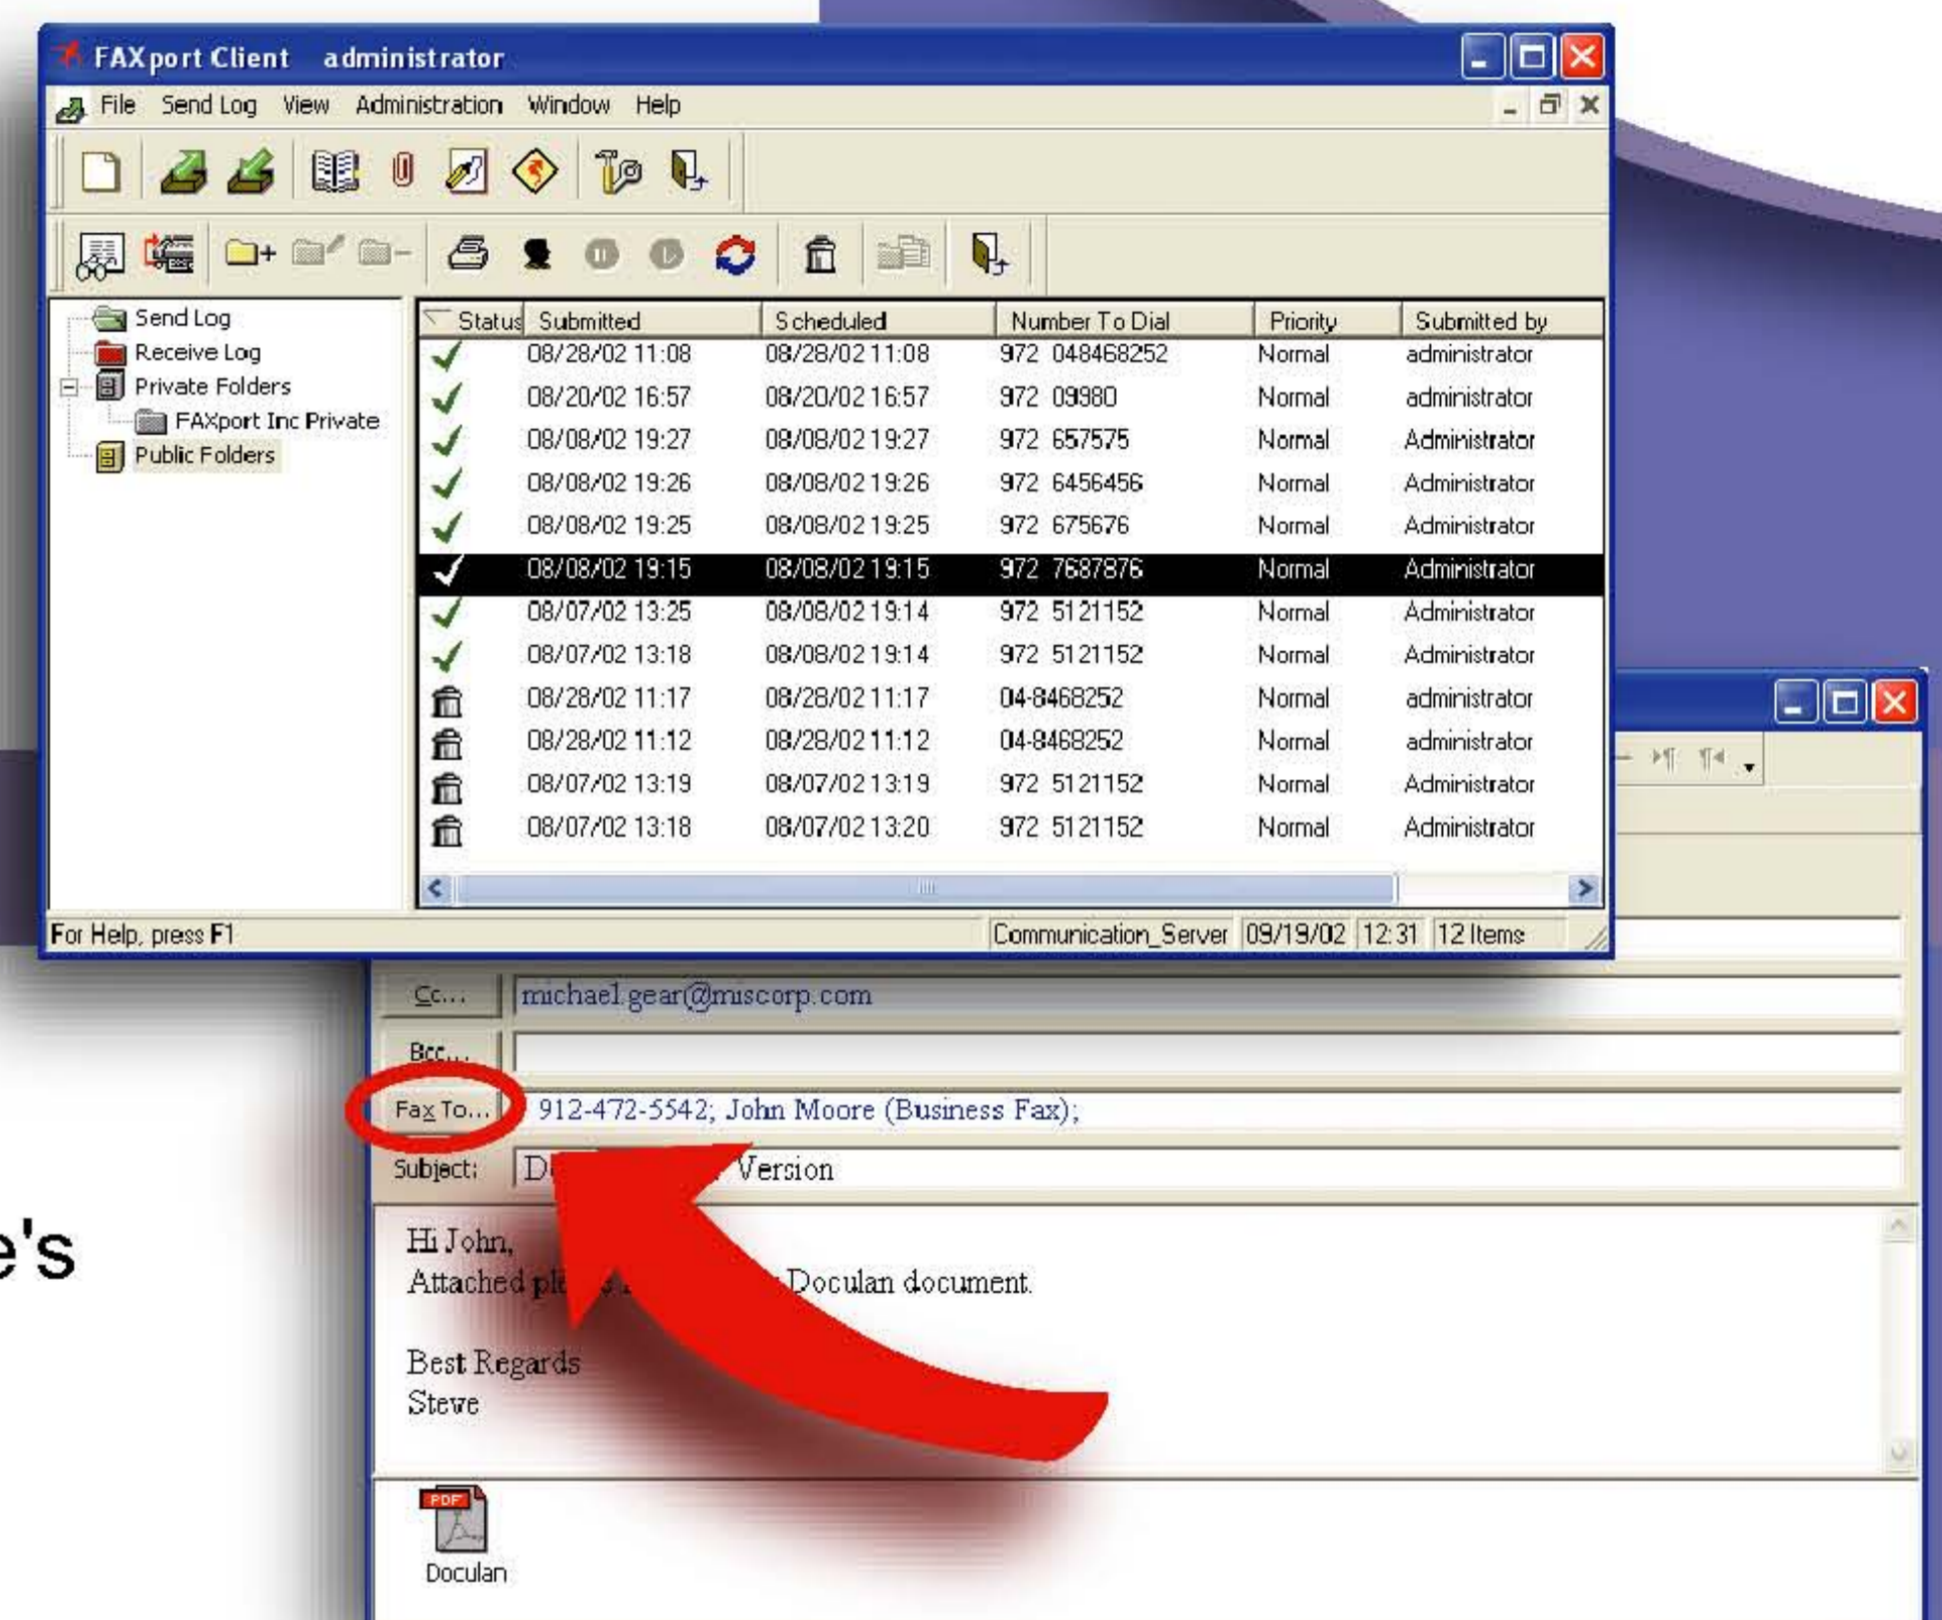 FAXport Client administrator
File Send Log View Administration Window Help
Send Log
Receive Log
Private Folders
FAXport Inc Private
Public Folders
Status Submitted Scheduled Number To Dial Priority Submitted by
08/28/02 11:08 08/28/02 11:08 972 048468252 Normal administrator
08/20/02 16:57 08/20/02 16:57 972 09980 Normal administrator
08/08/02 19:27 08/08/02 19:27 972 657575 Normal Administrator
08/08/02 19:26 08/08/02 19:26 972 6456456 Normal Administrator
08/08/02 19:25 08/08/02 19:25 972 675676 Normal Administrator
08/08/02 19:15 08/08/02 19:15 972 7687876 Normal Administrator
08/07/02 13:25 08/08/02 19:14 972 5121152 Normal Administrator
08/07/02 13:18 08/08/02 19:14 972 5121152 Normal Administrator
08/28/02 11:17 08/28/02 11:17 04-8468252 Normal administrator
08/28/02 11:12 08/28/02 11:12 04-8468252 Normal administrator
08/07/02 13:19 08/07/02 13:19 972 5121152 Normal Administrator
08/07/02 13:18 08/07/02 13:20 972 5121152 Normal Administrator
For Help, press F1 Communication_Server 09/19/02 12:31 12 Items
Cc... michael.gear@miscorp.com
Bcc...
Fax To... 912-472-5542; John Moore (Business Fax);
Subject: Version
e's
Hi John,
Attached Doculan document.
Best Regards
Steve
PDF
Doculan